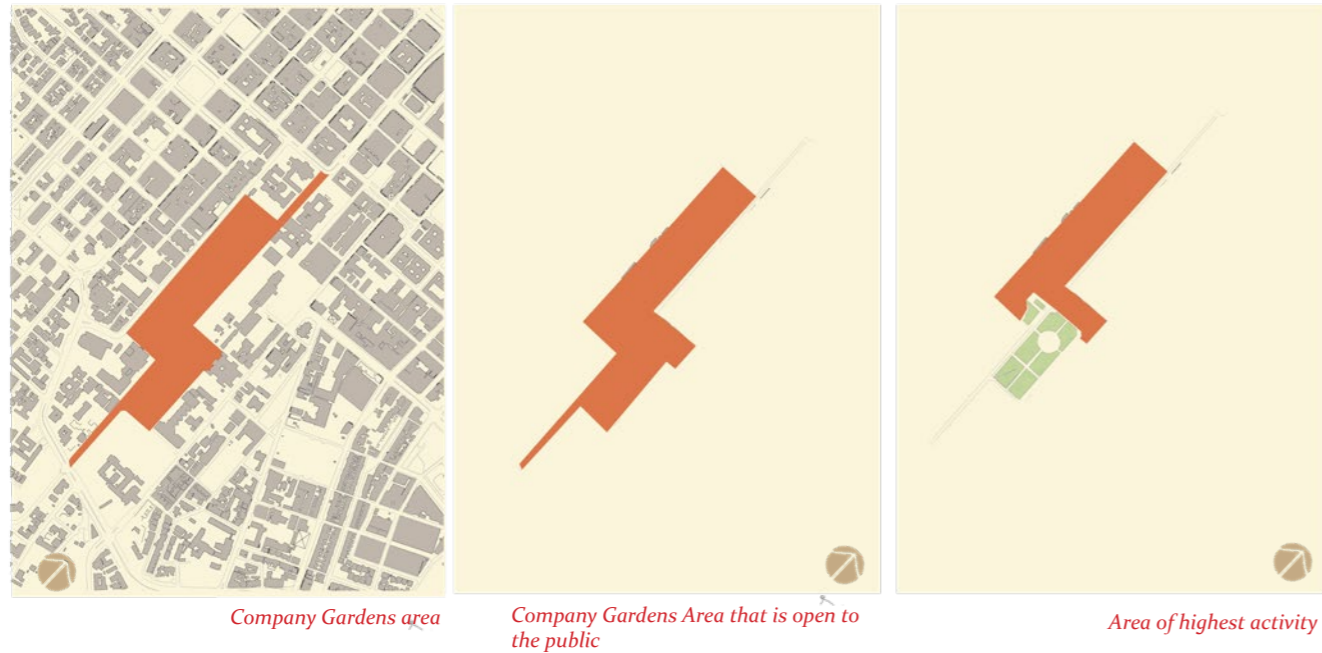 Company Gardens area
Company Gardens Area that is open to
the public
Area of highest activity